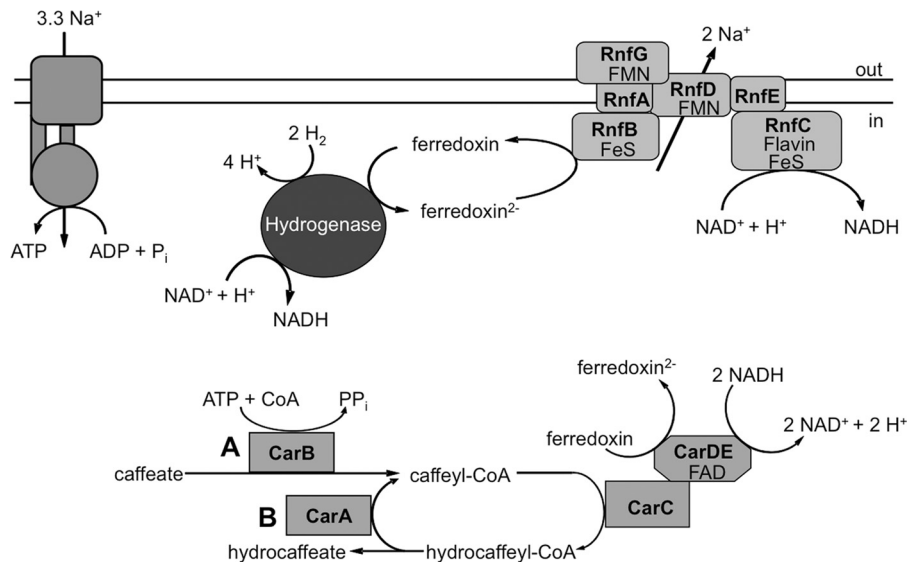 3.3 Na⁺
2 Na⁺
RnfG
FMN
out
RnfA
RnfD
FMN
RnfE
in
RnfB
FeS
RnfC
Flavin
FeS
2 H₂
4 H⁺
ferredoxin
ferredoxin²⁻
Hydrogenase
NAD⁺ + H⁺
NADH
ATP
ADP + Pᵢ
NAD⁺ + H⁺
NADH
ferredoxin²⁻
2 NADH
ATP + CoA
PPᵢ
ferredoxin
2 NAD⁺ + 2 H⁺
A
CarB
CarDE
FAD
caffeate
caffeyl-CoA
B
CarA
CarC
hydrocaffeate
hydrocaffeyl-CoA